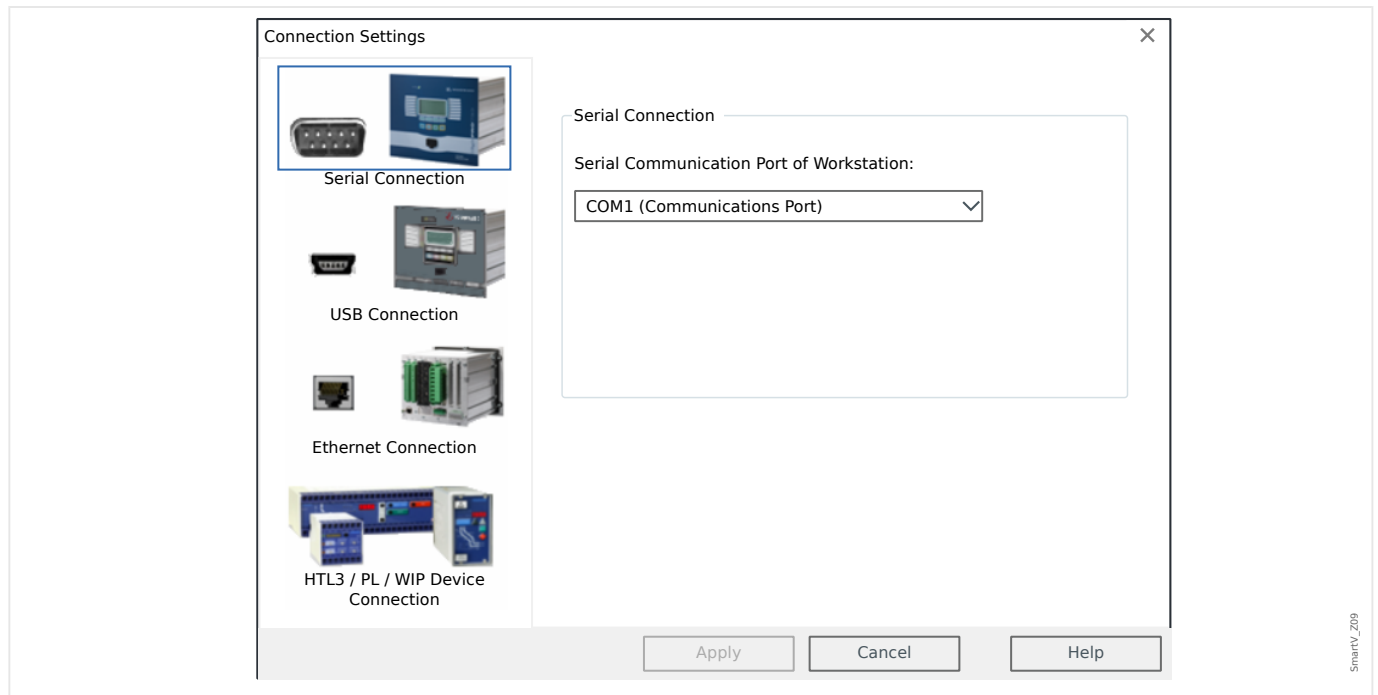 Connection Settings
Serial Connection
USB Connection
Ethernet Connection
HTL3 / PL / WIP Device
Connection
Serial Connection
Serial Communication Port of Workstation:
COM1 (Communications Port)
Apply
Cancel
Help
SmartV_Z09